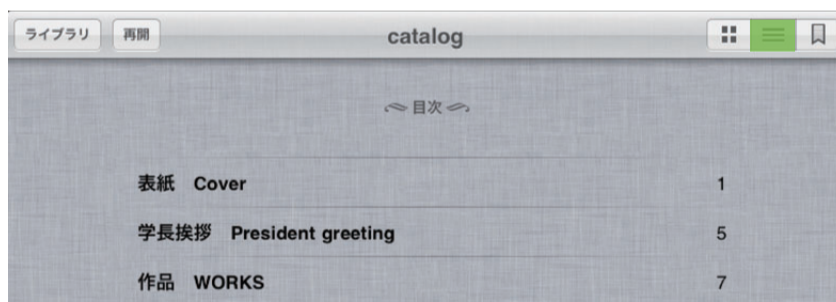 ライブラリ 再開 catalog
目次
表紙 Cover 1
学長挨拶 President greeting 5
作品 WORKS 7